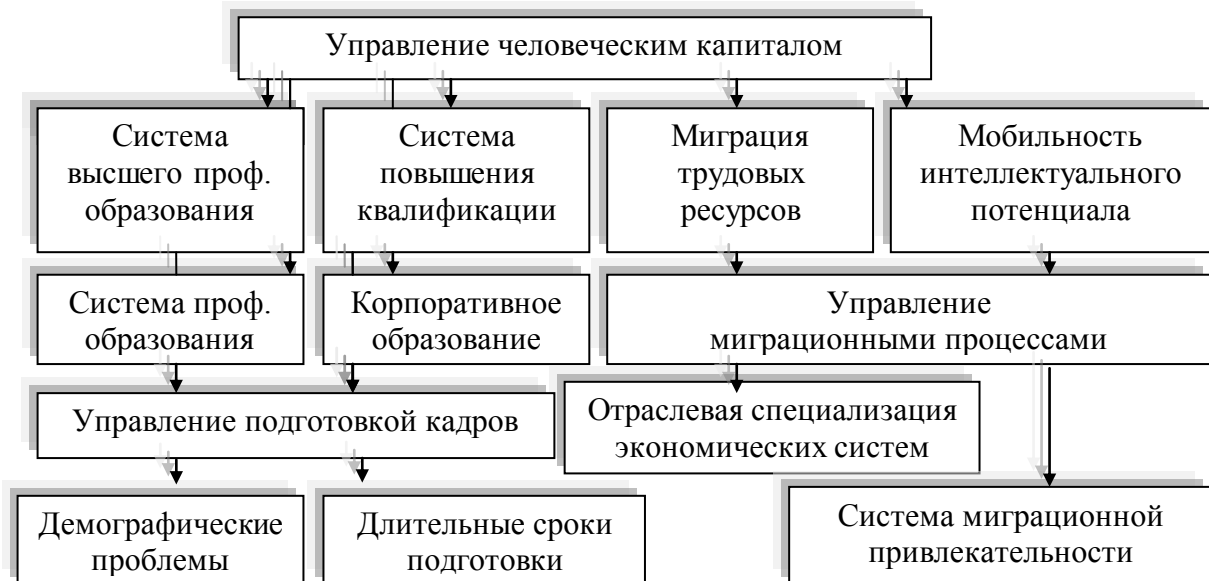 Управление человеческим капиталом
Система
высшего проф.
образования
Система
повышения
квалификации
Миграция
трудовых
ресурсов
Мобильность
интеллектуального
потенциала
Система проф.
образования
Корпоративное
образование
Управление
миграционными процессами
Управление подготовкой кадров
Отраслевая специализация
экономических систем
Демографические
проблемы
Длительные сроки
подготовки
Система миграционной
привлекательности